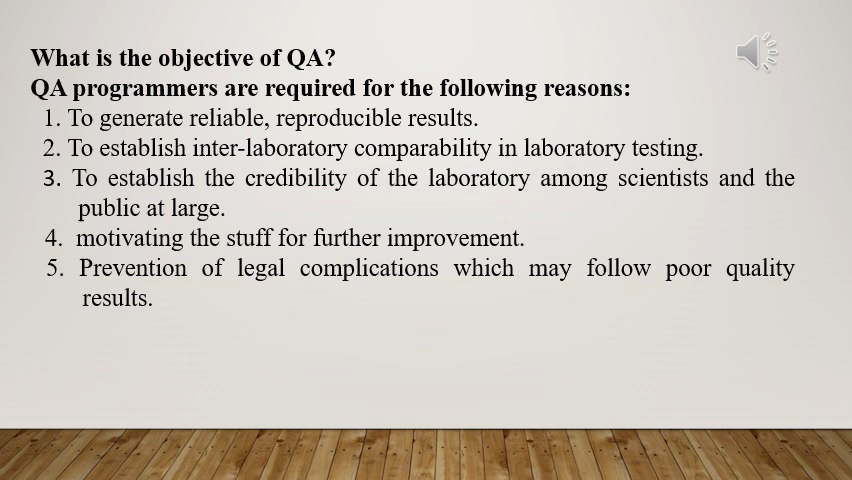 What is the objective of QA?
QA programmers are required for the following reasons:
1. To generate reliable, reproducible results.
2. To establish inter-laboratory comparability in laboratory testing.
3. To establish the credibility of the laboratory among scientists and the
public at large.
4. motivating the stuff for further improvement.
5. Prevention of legal complications which may follow poor quality
results.